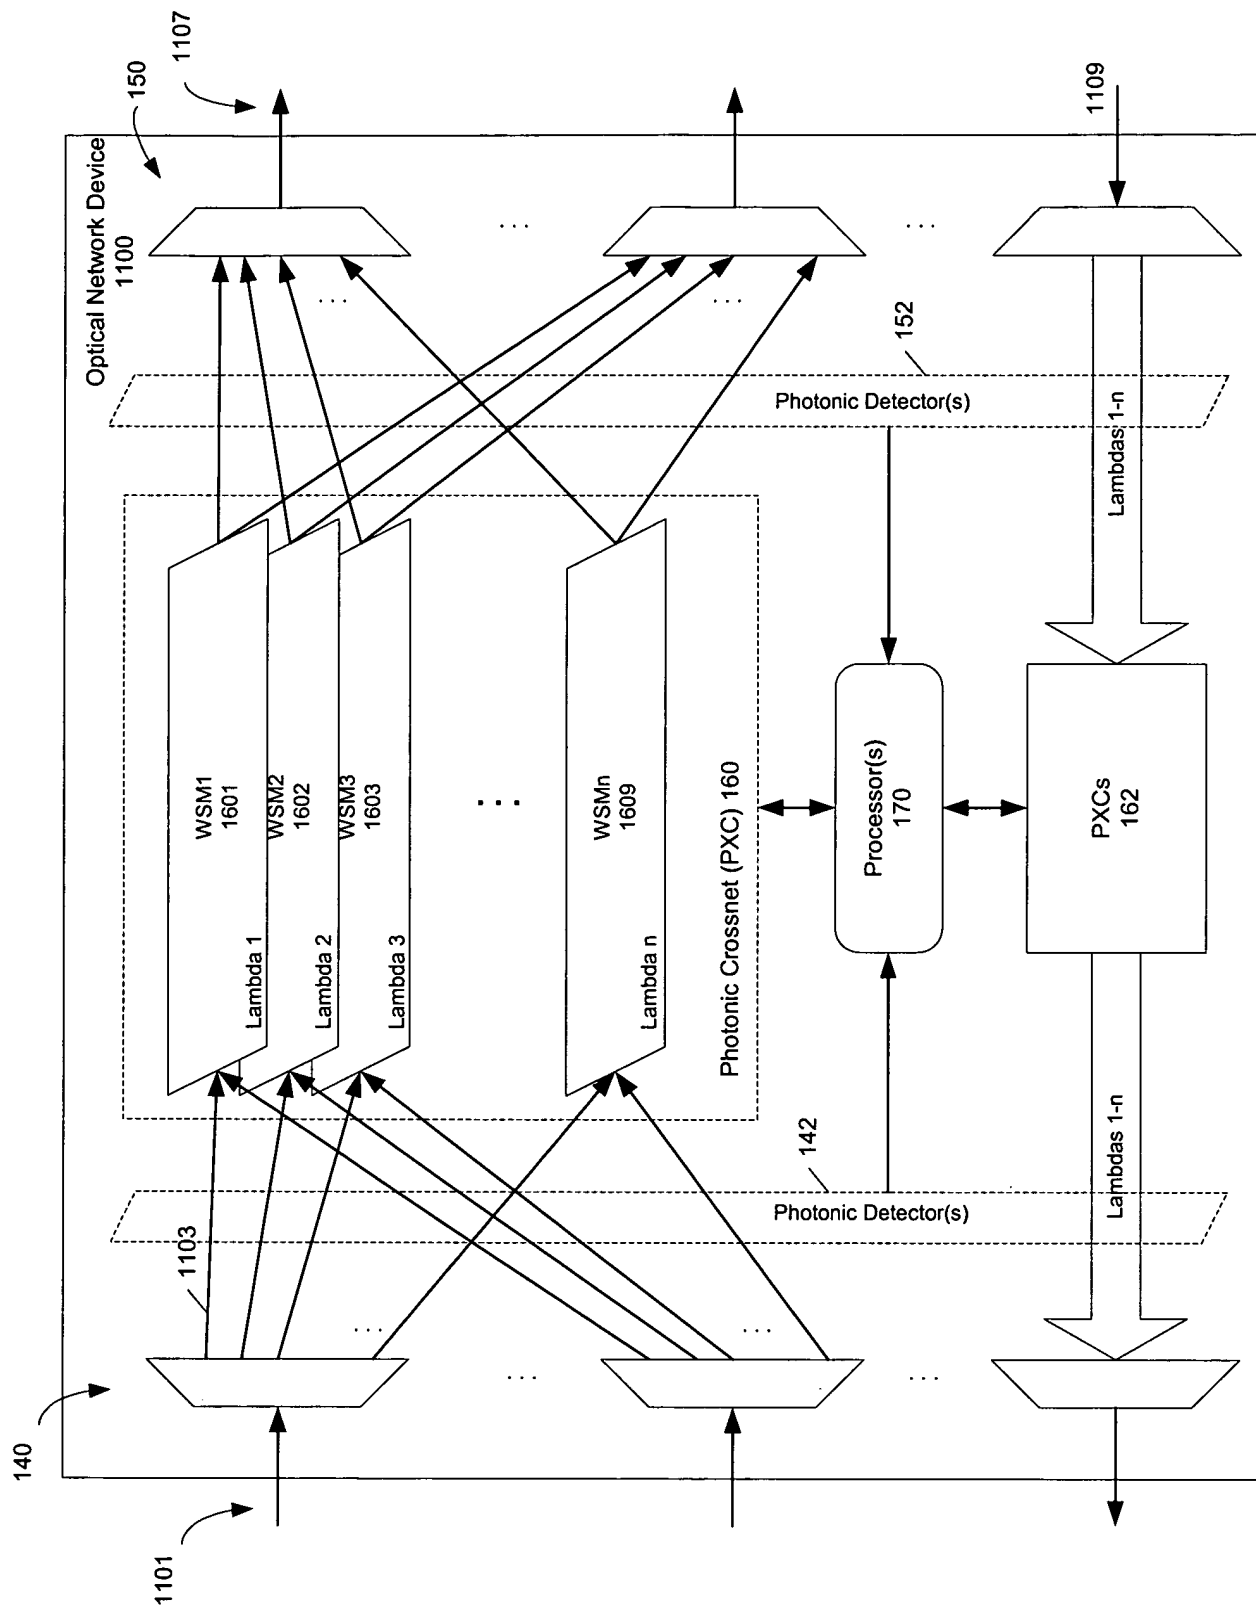 1107
150
Optical Network Device
1100
1109
. . .
. . .
. . .
. . .
152
Photonic Detector(s)
Lambdas 1-n
WSM1
1601
WSM2
1602
WSM3
1603
. . .
WSMn
1609
Lambda 1
Lambda 2
Lambda 3
Lambda n
Photonic Crossnet (PXC) 160
Processor(s)
170
PXCs
162
142
Photonic Detector(s)
Lambdas 1-n
1103
. . .
. . .
. . .
. . .
140
1101